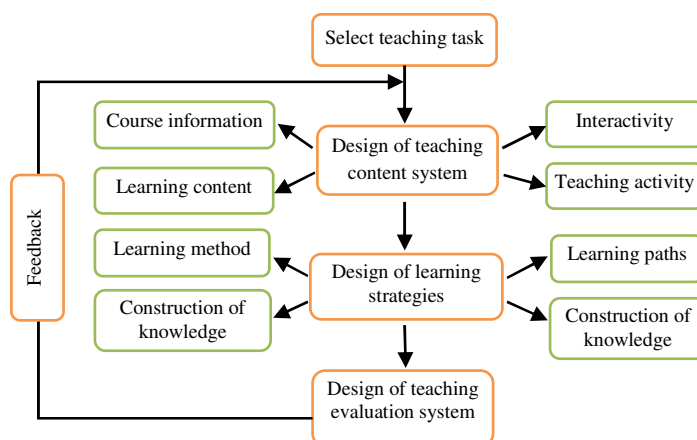 Select teaching task
Course information
Interactivity
Design of teaching
content system
Learning content
Teaching activity
Feedback
Learning method
Learning paths
Design of learning
strategies
Construction of
knowledge
Construction of
knowledge
Design of teaching
evaluation system